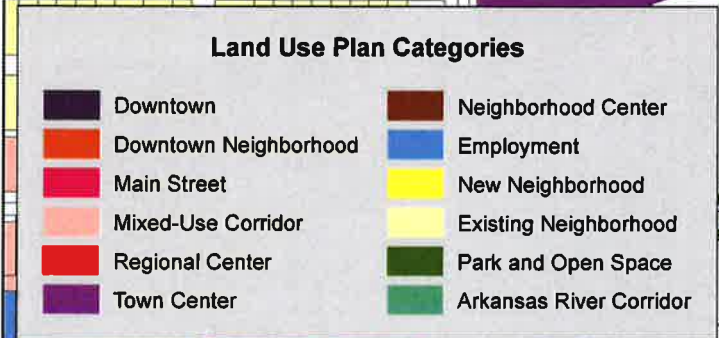 Land Use Plan Categories
Downtown
Downtown Neighborhood
Main Street
Mixed-Use Corridor
Regional Center
Town Center
Neighborhood Center
Employment
New Neighborhood
Existing Neighborhood
Park and Open Space
Arkansas River Corridor